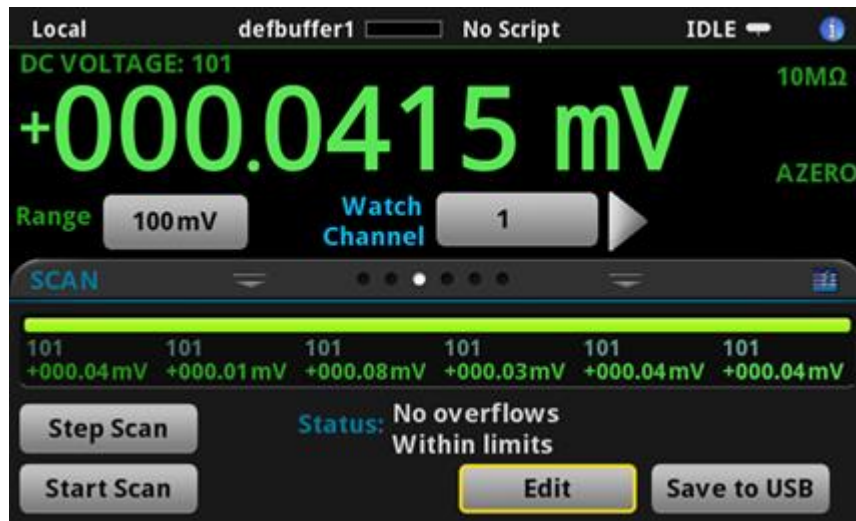 Local defbuffer1 No Script IDLE
DC VOLTAGE: 101
10MΩ
+000.0415 mV
AZERO
Range 100mV Watch Channel 1
SCAN
101 101 101 101 101 101
+000.04mV +000.01mV +000.08mV +000.03mV +000.04mV +000.04mV
Step Scan Status: No overflows
Within limits
Start Scan Edit Save to USB